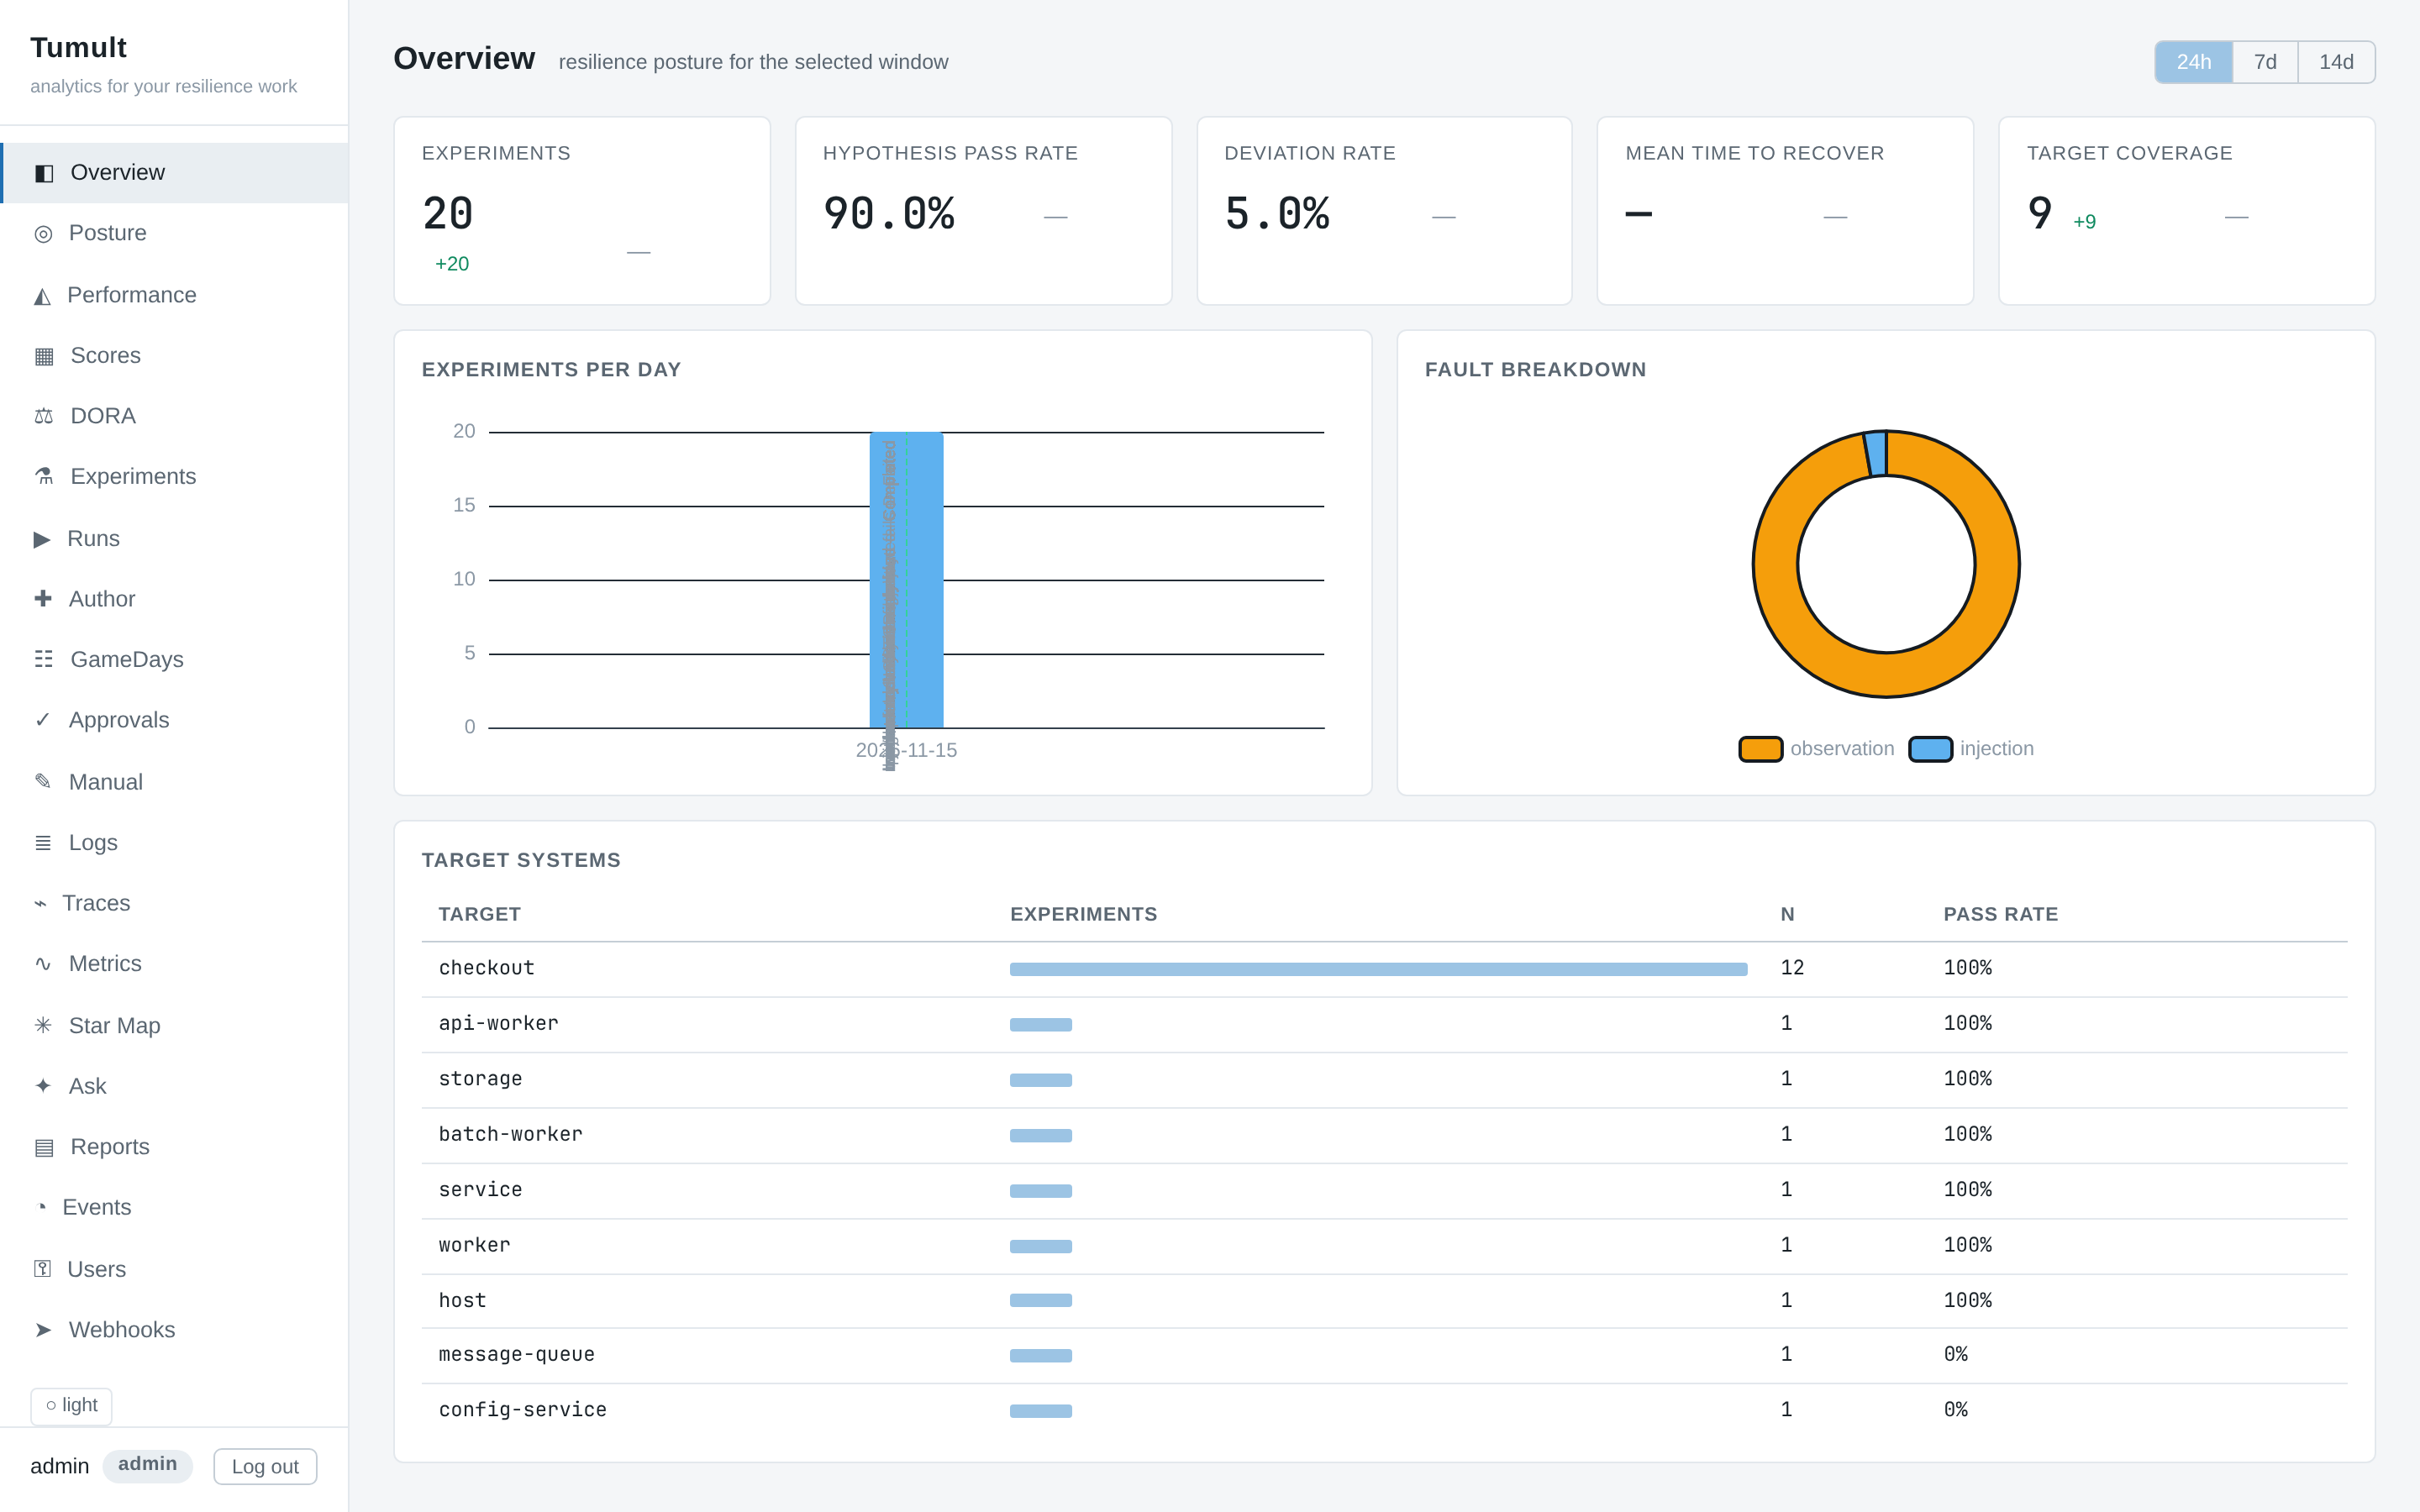 Tumult
analytics for your resilience work
Overview
Posture
Performance
Scores
DORA
Experiments
Runs
Author
GameDays
Approvals
Manual
Logs
Traces
Metrics
Star Map
Ask
Reports
Events
Users
Webhooks
light
admin admin Log out
Overview resilience posture for the selected window
24h 7d 14d
EXPERIMENTS
20
+20
—
HYPOTHESIS PASS RATE
90.0% —
DEVIATION RATE
5.0% —
MEAN TIME TO RECOVER
— —
TARGET COVERAGE
9 +9 —
EXPERIMENTS PER DAY
20
15
10
5
0
FAULT BREAKDOWN
observation injection
TARGET SYSTEMS
TARGET EXPERIMENTS N PASS RATE
checkout 12 100%
api-worker 1 100%
storage 1 100%
batch-worker 1 100%
service 1 100%
worker 1 100%
host 1 100%
message-queue 1 0%
config-service 1 0%